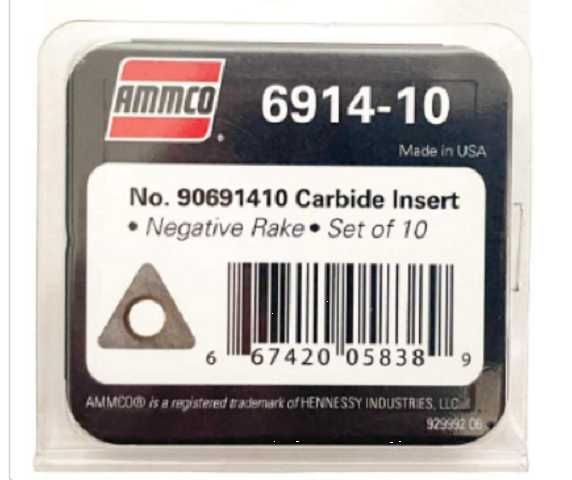 AMMCO
6914-10
Made in USA
No. 90691410 Carbide Insert
• Negative Rake • Set of 10
6 67420 05838 9
AMMCO® is a registered trademark of HENNESSY INDUSTRIES, LLC.
929992 06